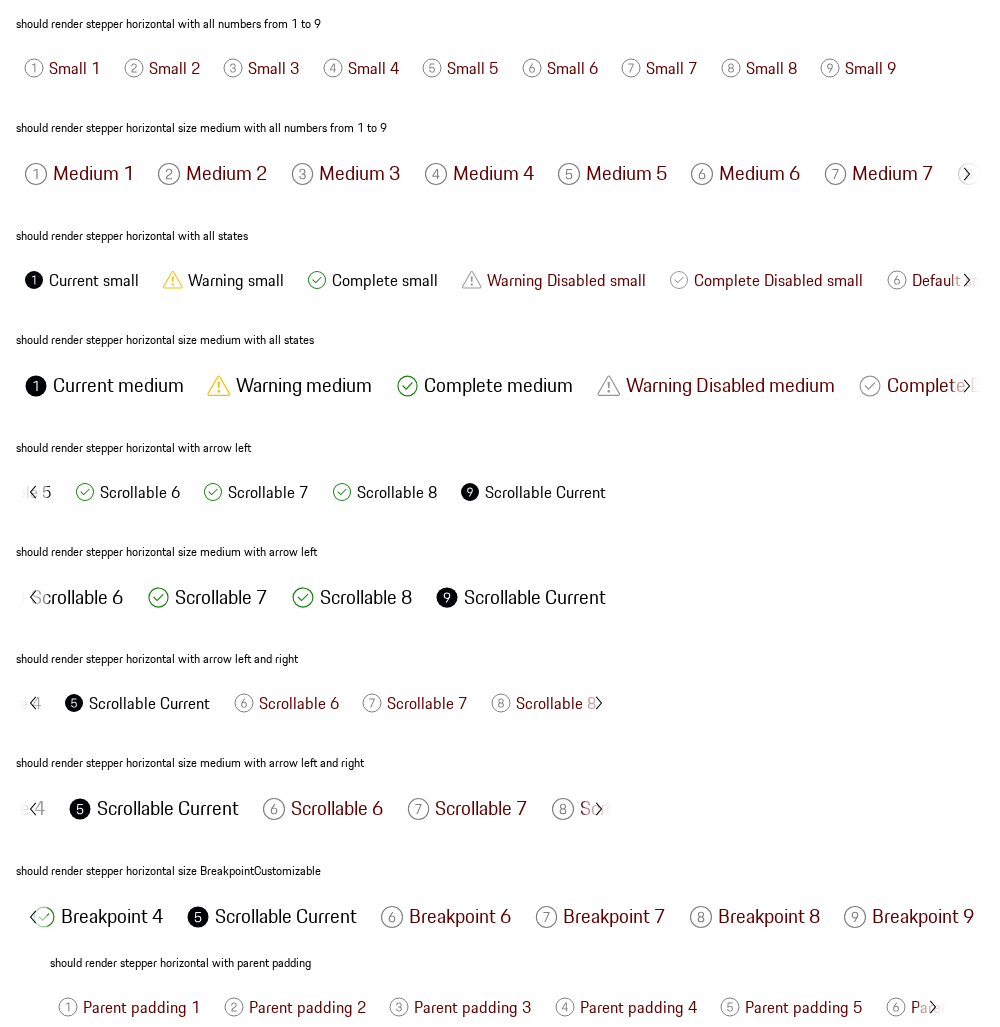 should render stepper horizontal with all numbers from 1 to 9
1 Small 1 2 Small 2 3 Small 3 4 Small 4 5 Small 5 6 Small 6 7 Small 7 8 Small 8 9 Small 9
should render stepper horizontal size medium with all numbers from 1 to 9
1 Medium 1 2 Medium 2 3 Medium 3 4 Medium 4 5 Medium 5 6 Medium 6 7 Medium 7
should render stepper horizontal with all states
1 Current small Warning small Complete small Warning Disabled small Complete Disabled small 6 Default
should render stepper horizontal size medium with all states
1 Current medium Warning medium Complete medium Warning Disabled medium Complete
should render stepper horizontal with arrow left
5 Scrollable 6 Scrollable 7 Scrollable 8 9 Scrollable Current
should render stepper horizontal size medium with arrow left
Scrollable 6 Scrollable 7 Scrollable 8 9 Scrollable Current
should render stepper horizontal with arrow left and right
4 5 Scrollable Current 6 Scrollable 6 7 Scrollable 7 8 Scrollable 8
should render stepper horizontal size medium with arrow left and right
4 5 Scrollable Current 6 Scrollable 6 7 Scrollable 7 8
should render stepper horizontal size BreakpointCustomizable
Breakpoint 4 5 Scrollable Current 6 Breakpoint 6 7 Breakpoint 7 8 Breakpoint 8 9 Breakpoint 9
should render stepper horizontal with parent padding
1 Parent padding 1 2 Parent padding 2 3 Parent padding 3 4 Parent padding 4 5 Parent padding 5 6